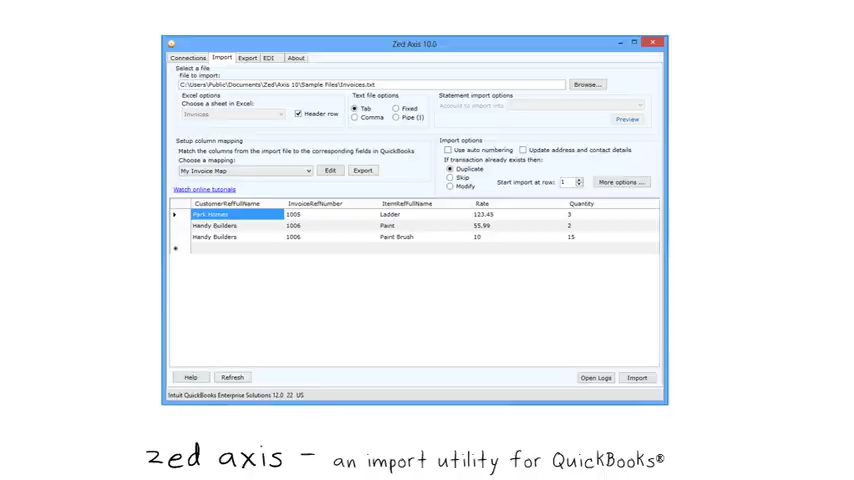 Zed Axis 10.0
Connections Import Export EDI About
Select a file
File to import:
C:\Users\Public\Documents\Zed\Axis 10\Sample Files\Invoices.txt Browse...
Excel options Text file options Statement import options
Choose a sheet in Excel: Tab Fixed Account to import into
Invoices Header row Comma Pipe (|) Preview
Setup column mapping Import options
Match the columns from the import file to the corresponding fields in QuickBooks Use auto numbering Update address and contact details
Choose a mapping: If transaction already exists then:
My Invoice Map Edit Export Duplicate
Skip Start import at row: 1 More options ...
Watch online tutorials Modify
CustomerRefFullName InvoiceRefNumber ItemRefFullName Rate Quantity
Park Homes 1005 Ladder 123.45 3
Handy Builders 1006 Paint 55.99 2
Handy Builders 1006 Paint Brush 10 15
Help Refresh Open Logs Import
Intuit QuickBooks Enterprise Solutions 12.0 22 US
zed axis - an import utility for QuickBooks®